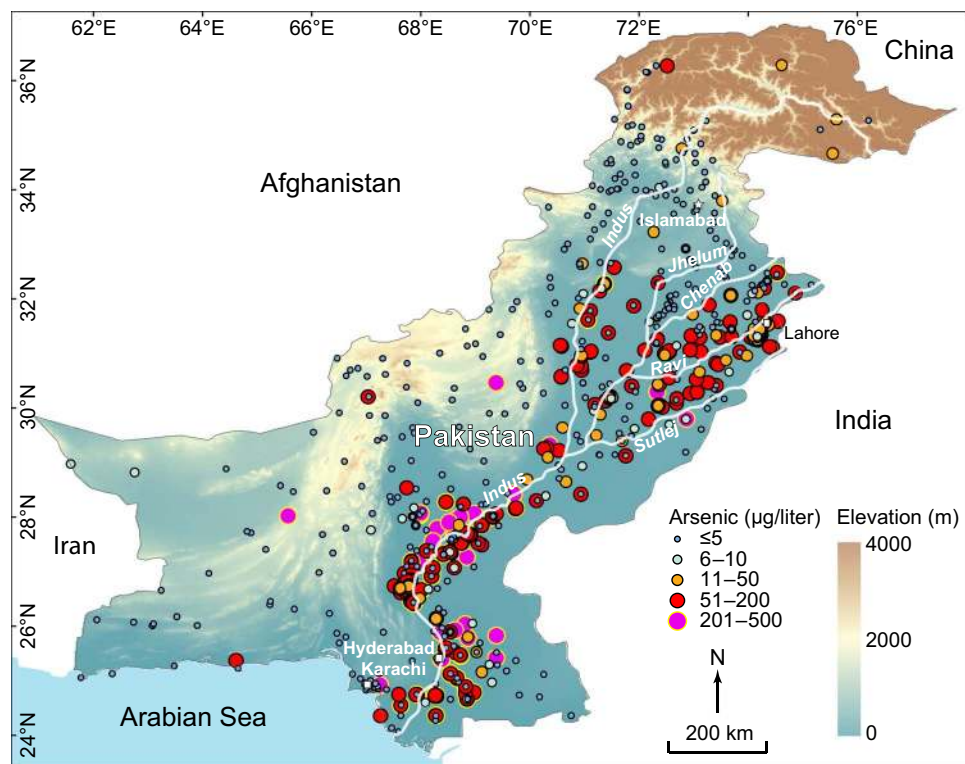 62°E 64°E 66°E 68°E 70°E 72°E 74°E 76°E
36°N
34°N
32°N
30°N
28°N
26°N
24°N
China
Afghanistan
Indus
Islamabad
Jhelum
Chenab
Lahore
Ravi
Pakistan
Sutlej
India
Indus
Iran
Hyderabad
Karachi
Arabian Sea
Arsenic (µg/liter)
≤5
6–10
11–50
51–200
201–500
Elevation (m)
4000
2000
0
N
200 km